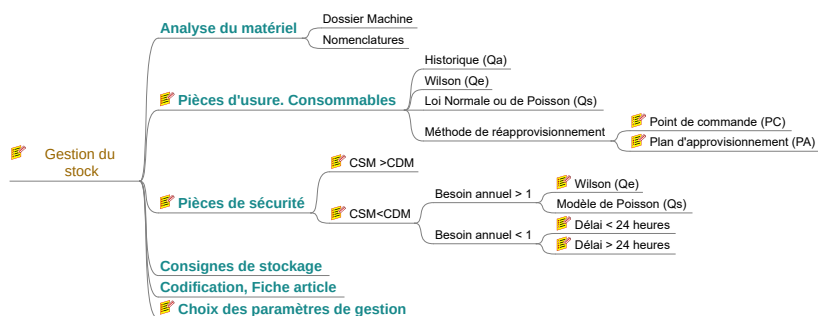 Gestion du
stock
Analyse du matériel
Dossier Machine
Nomenclatures
Pièces d'usure. Consommables
Historique (Qa)
Wilson (Qe)
Loi Normale ou de Poisson (Qs)
Méthode de réapprovisionnement
Point de commande (PC)
Plan d'approvisionnement (PA)
Pièces de sécurité
CSM >CDM
CSM<CDM
Besoin annuel > 1
Wilson (Qe)
Modèle de Poisson (Qs)
Besoin annuel < 1
Délai < 24 heures
Délai > 24 heures
Consignes de stockage
Codification, Fiche article
Choix des paramètres de gestion